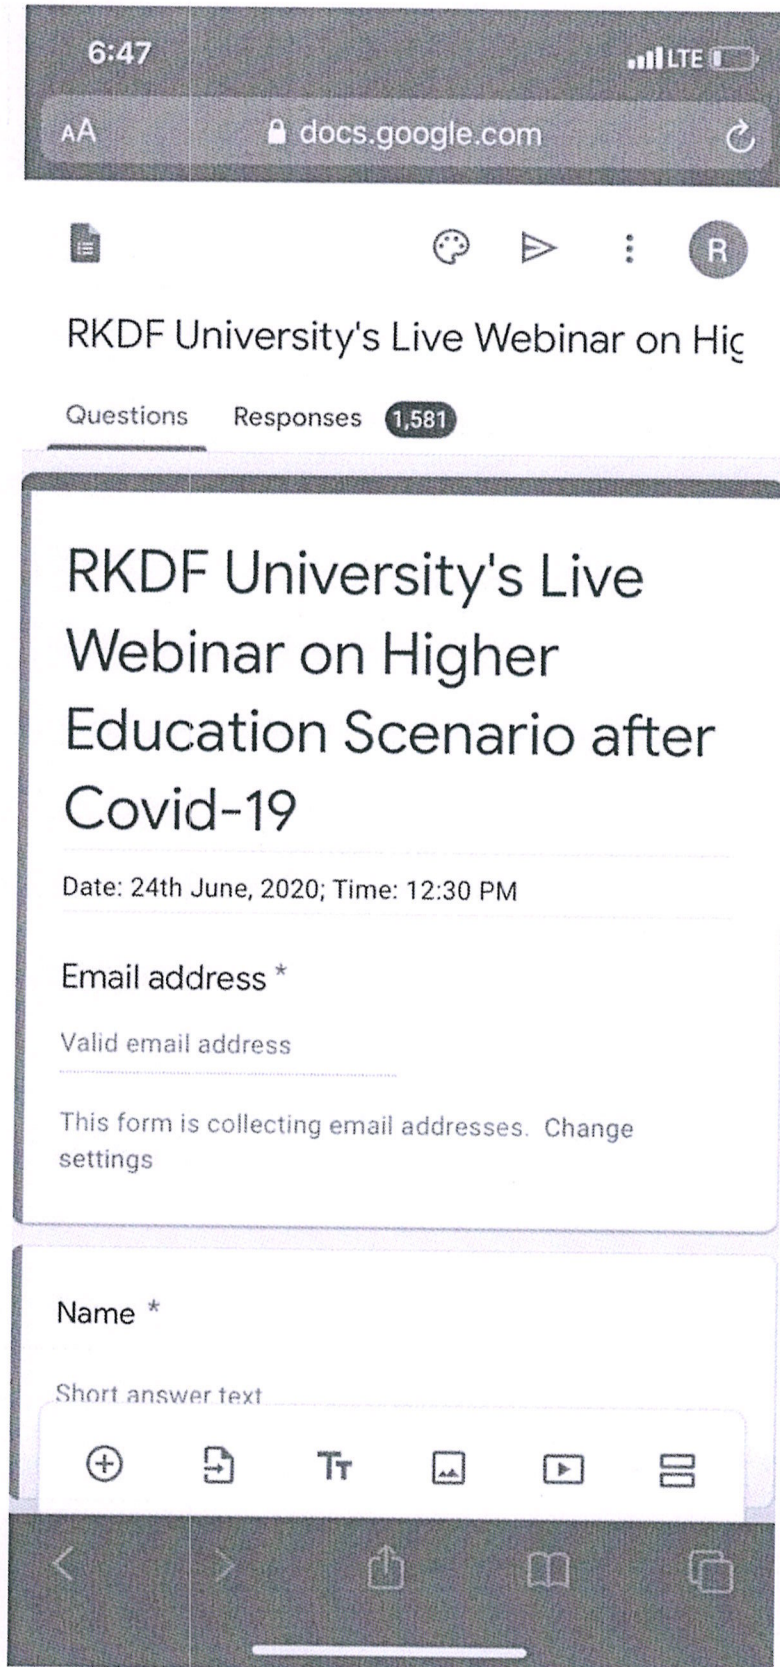 6:47 LTE
AA docs.google.com
R
RKDF University's Live Webinar on Hig
Questions Responses 1,581
RKDF University's Live
Webinar on Higher
Education Scenario after
Covid-19
Date: 24th June, 2020; Time: 12:30 PM
Email address *
Valid email address
This form is collecting email addresses. Change
settings
Name *
Short answer text
TT